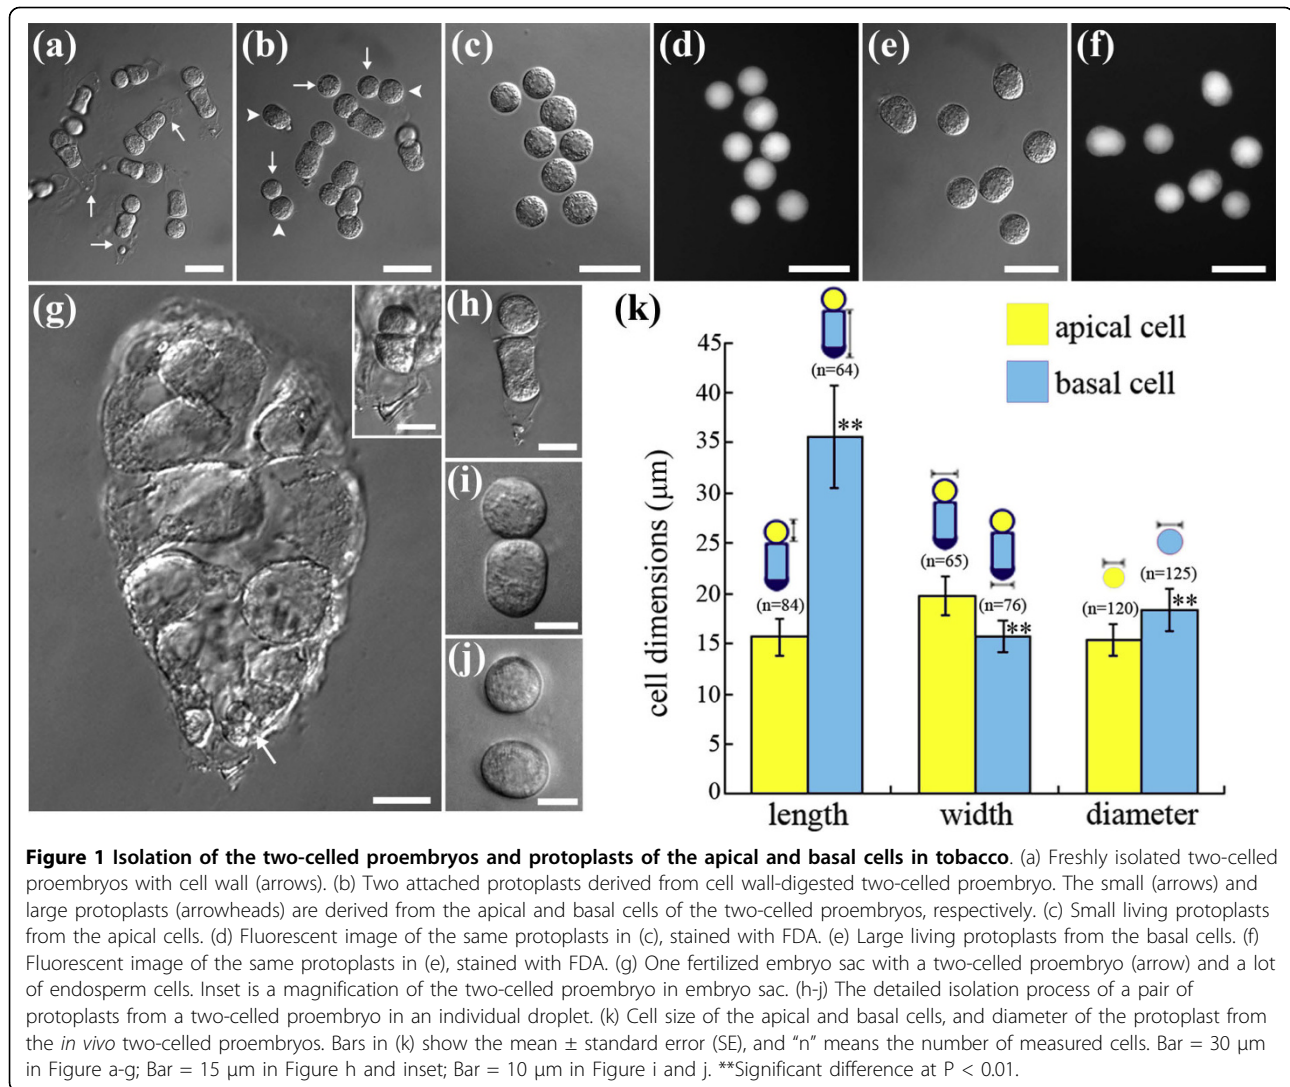 (a) (b) (c) (d) (e) (f)
(g) (h)
(i)
(j)
(k)
apical cell
basal cell
cell dimensions (μm)
45
40
35
30
25
20
15
10
5
0
(n=84)
(n=64)
**
(n=65)
(n=76)
**
(n=120)
(n=125)
**
length width diameter
Figure 1 Isolation of the two-celled proembryos and protoplasts of the apical and basal cells in tobacco. (a) Freshly isolated two-celled
proembryos with cell wall (arrows). (b) Two attached protoplasts derived from cell wall-digested two-celled proembryo. The small (arrows) and
large protoplasts (arrowheads) are derived from the apical and basal cells of the two-celled proembryos, respectively. (c) Small living protoplasts
from the apical cells. (d) Fluorescent image of the same protoplasts in (c), stained with FDA. (e) Large living protoplasts from the basal cells. (f)
Fluorescent image of the same protoplasts in (e), stained with FDA. (g) One fertilized embryo sac with a two-celled proembryo (arrow) and a lot
of endosperm cells. Inset is a magnification of the two-celled proembryo in embryo sac. (h-j) The detailed isolation process of a pair of
protoplasts from a two-celled proembryo in an individual droplet. (k) Cell size of the apical and basal cells, and diameter of the protoplast from
the in vivo two-celled proembryos. Bars in (k) show the mean ± standard error (SE), and “n” means the number of measured cells. Bar = 30 μm
in Figure a-g; Bar = 15 μm in Figure h and inset; Bar = 10 μm in Figure i and j. **Significant difference at P < 0.01.